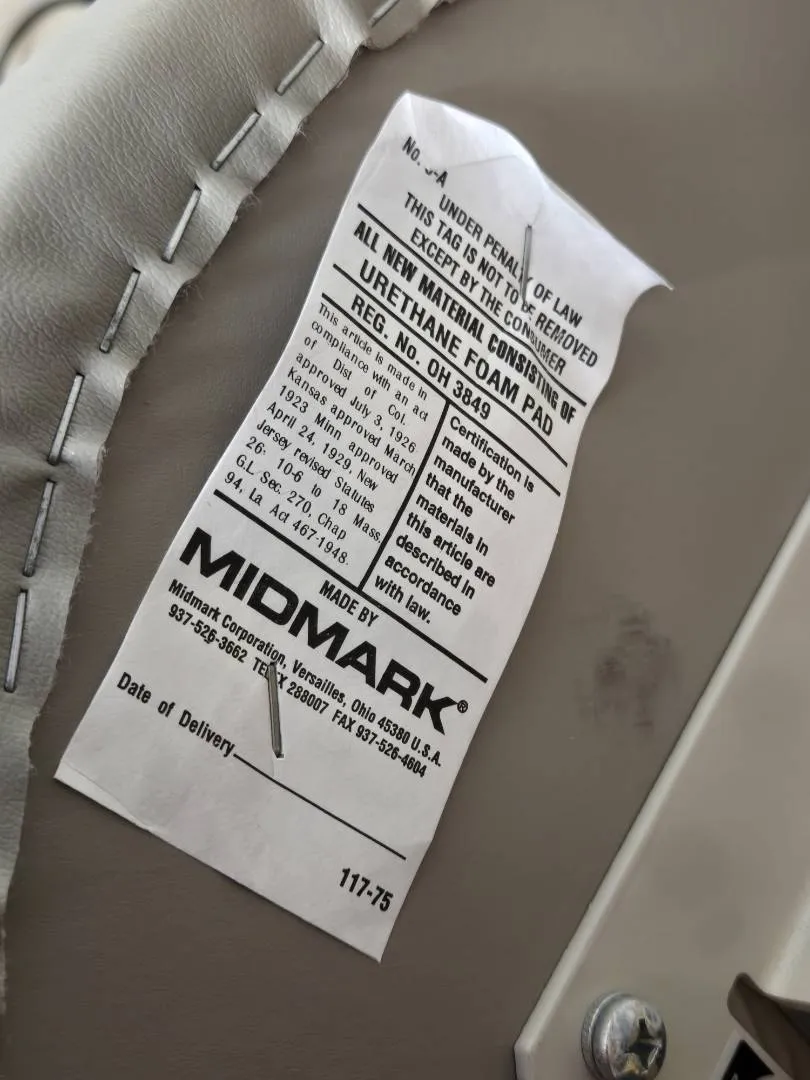 No. -A
UNDER PENALTY OF LAW
THIS TAG IS NOT TO BE REMOVED
EXCEPT BY THE CONSUMER
ALL NEW MATERIAL CONSISTING OF
URETHANE FOAM PAD
REG. No. OH 3849
This article is made in
compliance with an act
of Dist of Col.
approved July 3, 1926
Kansas approved March
1923 Minn approved
April 24, 1929, New
Jersey revised Statutes
26: 10-6 to 18 Mass.
G.L. Sec. 270, Chap
94, La Act 467-1948.
Certification is
made by the
manufacturer
that the
materials in
this article are
described in
accordance
with law.
MADE BY
MIDMARK®
Midmark Corporation, Versailles, Ohio 45380 U.S.A.
937-526-3662 TELEX 288007 FAX 937-526-4604
Date of Delivery
117-75